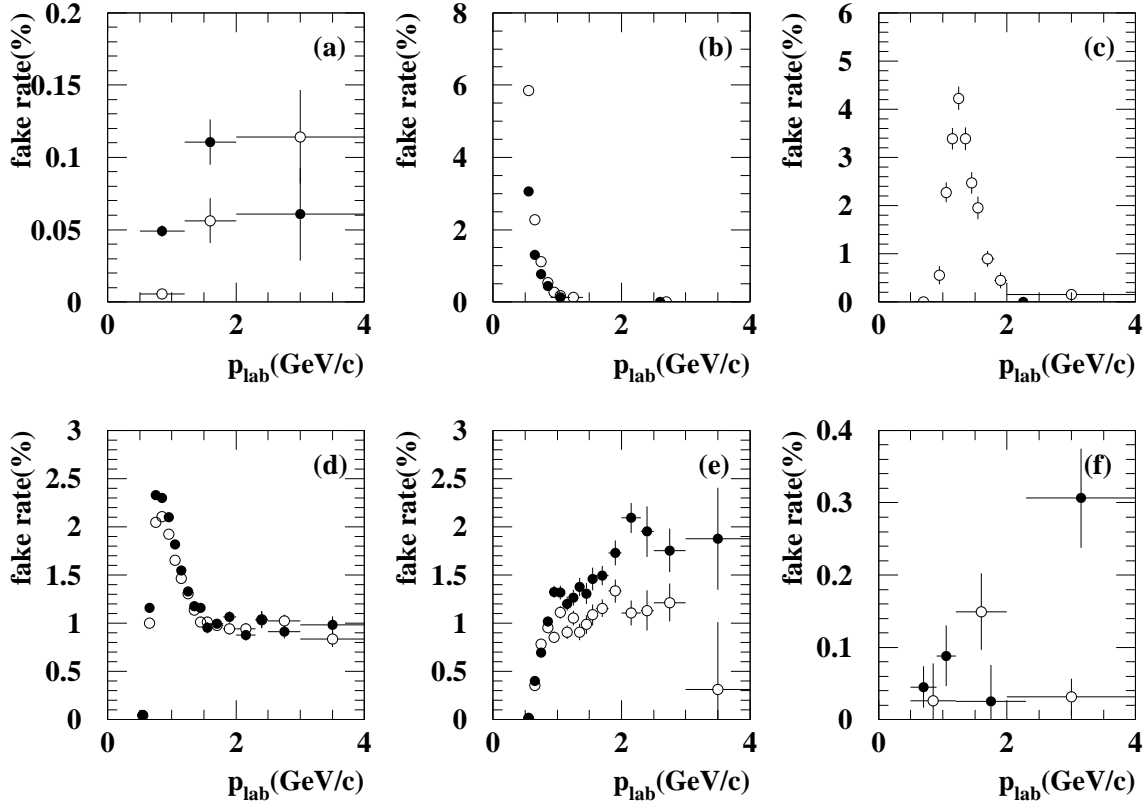 fake rate(%)
0.2
0.15
0.1
0.05
0
(a)
0 2 4
p_lab(GeV/c)
fake rate(%)
8
6
4
2
0
(b)
0 2 4
p_lab(GeV/c)
fake rate(%)
6
5
4
3
2
1
0
(c)
0 2 4
p_lab(GeV/c)
fake rate(%)
3
2.5
2
1.5
1
0.5
0
(d)
0 2 4
p_lab(GeV/c)
fake rate(%)
3
2.5
2
1.5
1
0.5
0
(e)
0 2 4
p_lab(GeV/c)
fake rate(%)
0.4
0.3
0.2
0.1
0
(f)
0 2 4
p_lab(GeV/c)